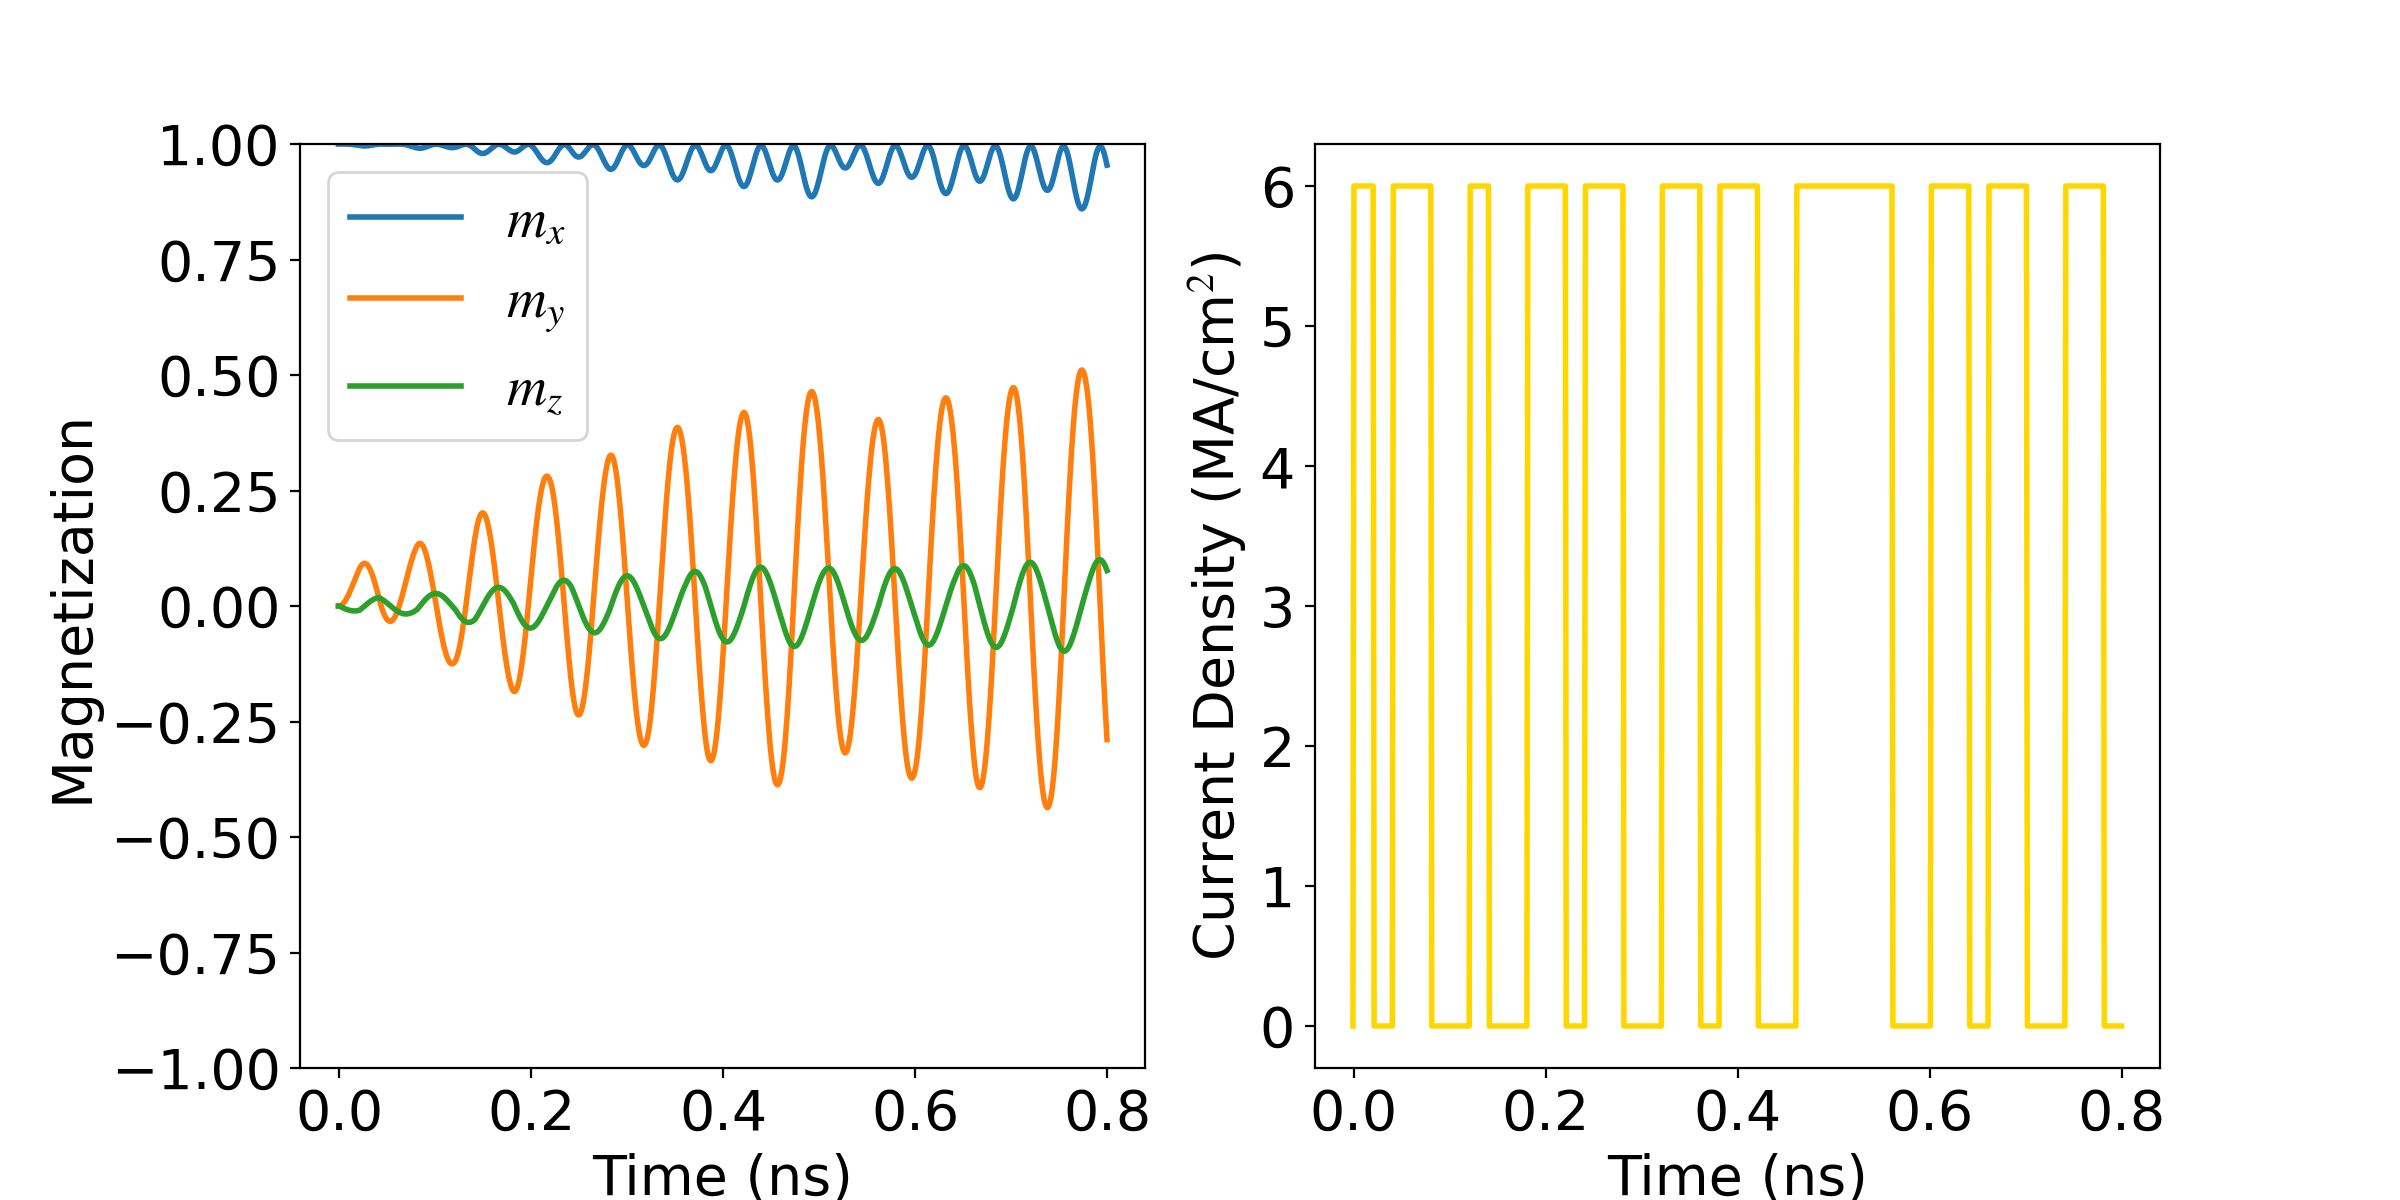 1.00
0.75
0.50
0.25
0.00
−0.25
−0.50
−0.75
−1.00
Magnetization
m_x
m_y
m_z
0.0 0.2 0.4 0.6 0.8
Time (ns)
6
5
4
3
2
1
0
Current Density (MA/cm²)
0.0 0.2 0.4 0.6 0.8
Time (ns)